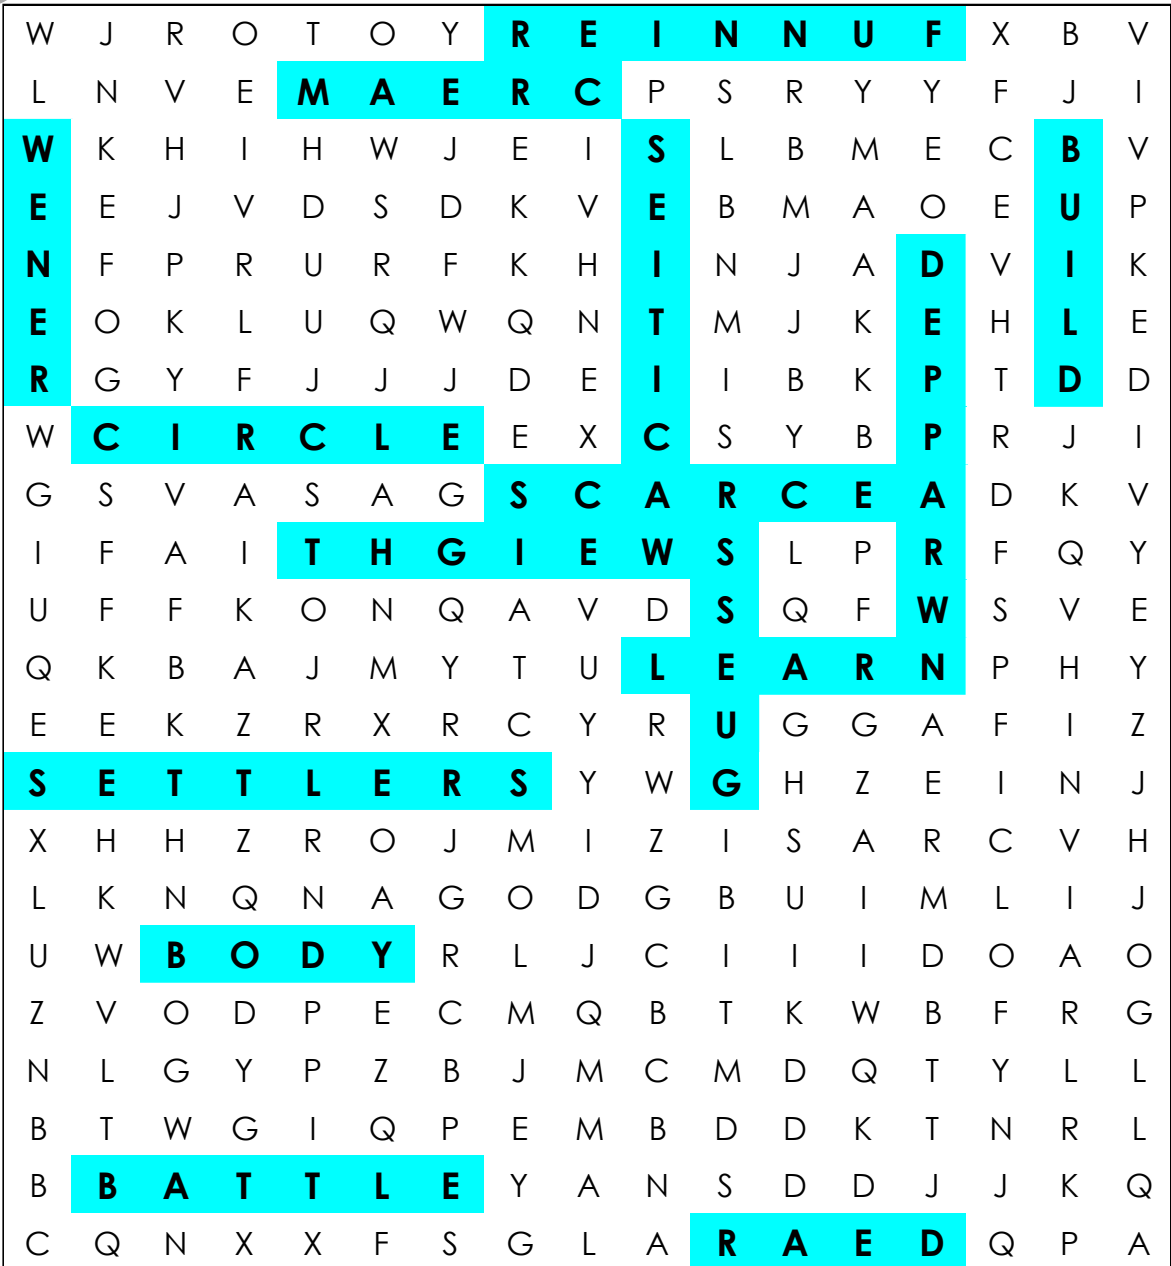 W J R O T O Y R E I N N U F X B V
L N V E M A E R C P S R Y Y F J I
W K H I H W J E I S L B M E C B V
E E J V D S D K V E B M A O E U P
N F P R U R F K H I N J A D V I K
E O K L U Q W Q N T M J K E H L E
R G Y F J J J D E I I B K P T D D
W C I R C L E E X C S Y B P R J I
G S V A S A G S C A R C E A D K V
I F A I T H G I E W S L P R F Q Y
U F F K O N Q A V D S Q F W S V E
Q K B A J M Y T U L E A R N P H Y
E E K Z R X R C Y R U G G A F I Z
S E T T L E R S Y W G H Z E I N J
X H H Z R O J M I Z I S A R C V H
L K N Q N A G O D G B U I M L I J
U W B O D Y R L J C I I I D O A O
Z V O D P E C M Q B T K W B F R G
N L G Y P Z B J M C M D Q T Y L L
B T W G I Q P E M B D D K T N R L
B B A T T L E Y A N S D D J J K Q
C Q N X X F S G L A R A E D Q P A